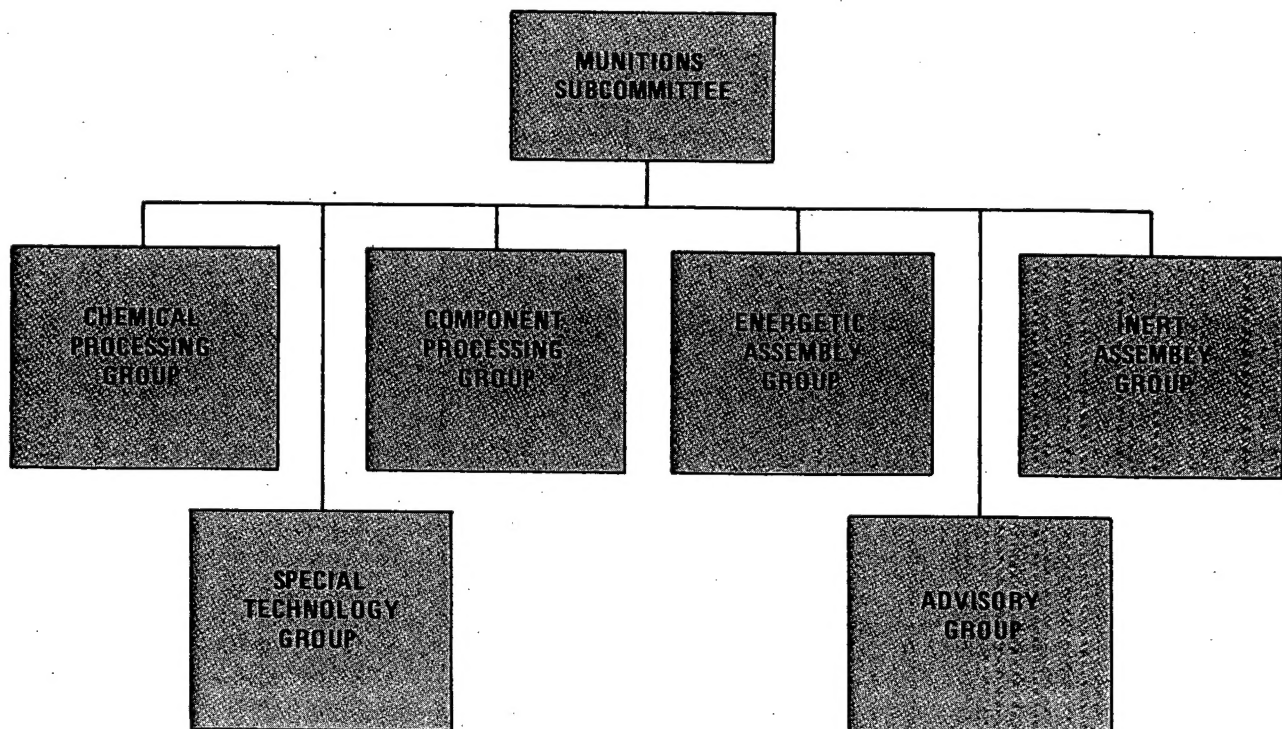 MUNITIONS
SUBCOMMITTEE
CHEMICAL
PROCESSING
GROUP
COMPONENT
PROCESSING
GROUP
ENERGETIC
ASSEMBLY
GROUP
INERT
ASSEMBLY
GROUP
SPECIAL
TECHNOLOGY
GROUP
ADVISORY
GROUP